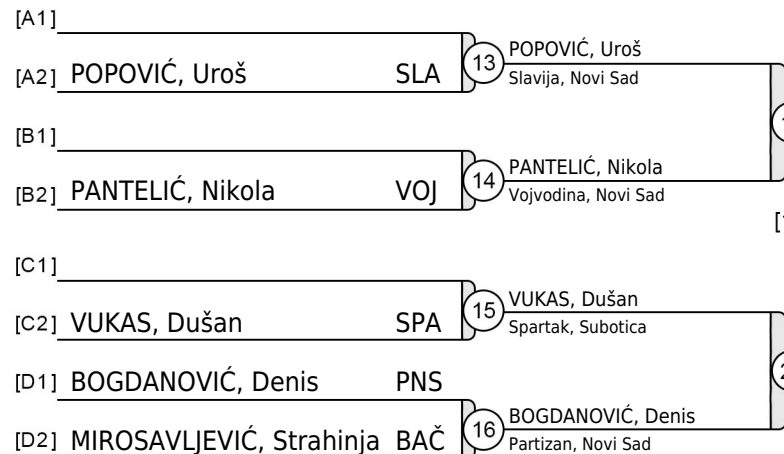 [A1]
[A2] POPOVIĆ, Uroš SLA
13
POPOVIĆ, Uroš
Slavija, Novi Sad
[B1]
[B2] PANTELIĆ, Nikola VOJ
14
PANTELIĆ, Nikola
Vojvodina, Novi Sad
[C1]
[C2] VUKAS, Dušan SPA
15
VUKAS, Dušan
Spartak, Subotica
[D1] BOGDANOVIĆ, Denis PNS
[D2] MIROSAVLJEVIĆ, Strahinja BAČ
16
BOGDANOVIĆ, Denis
Partizan, Novi Sad